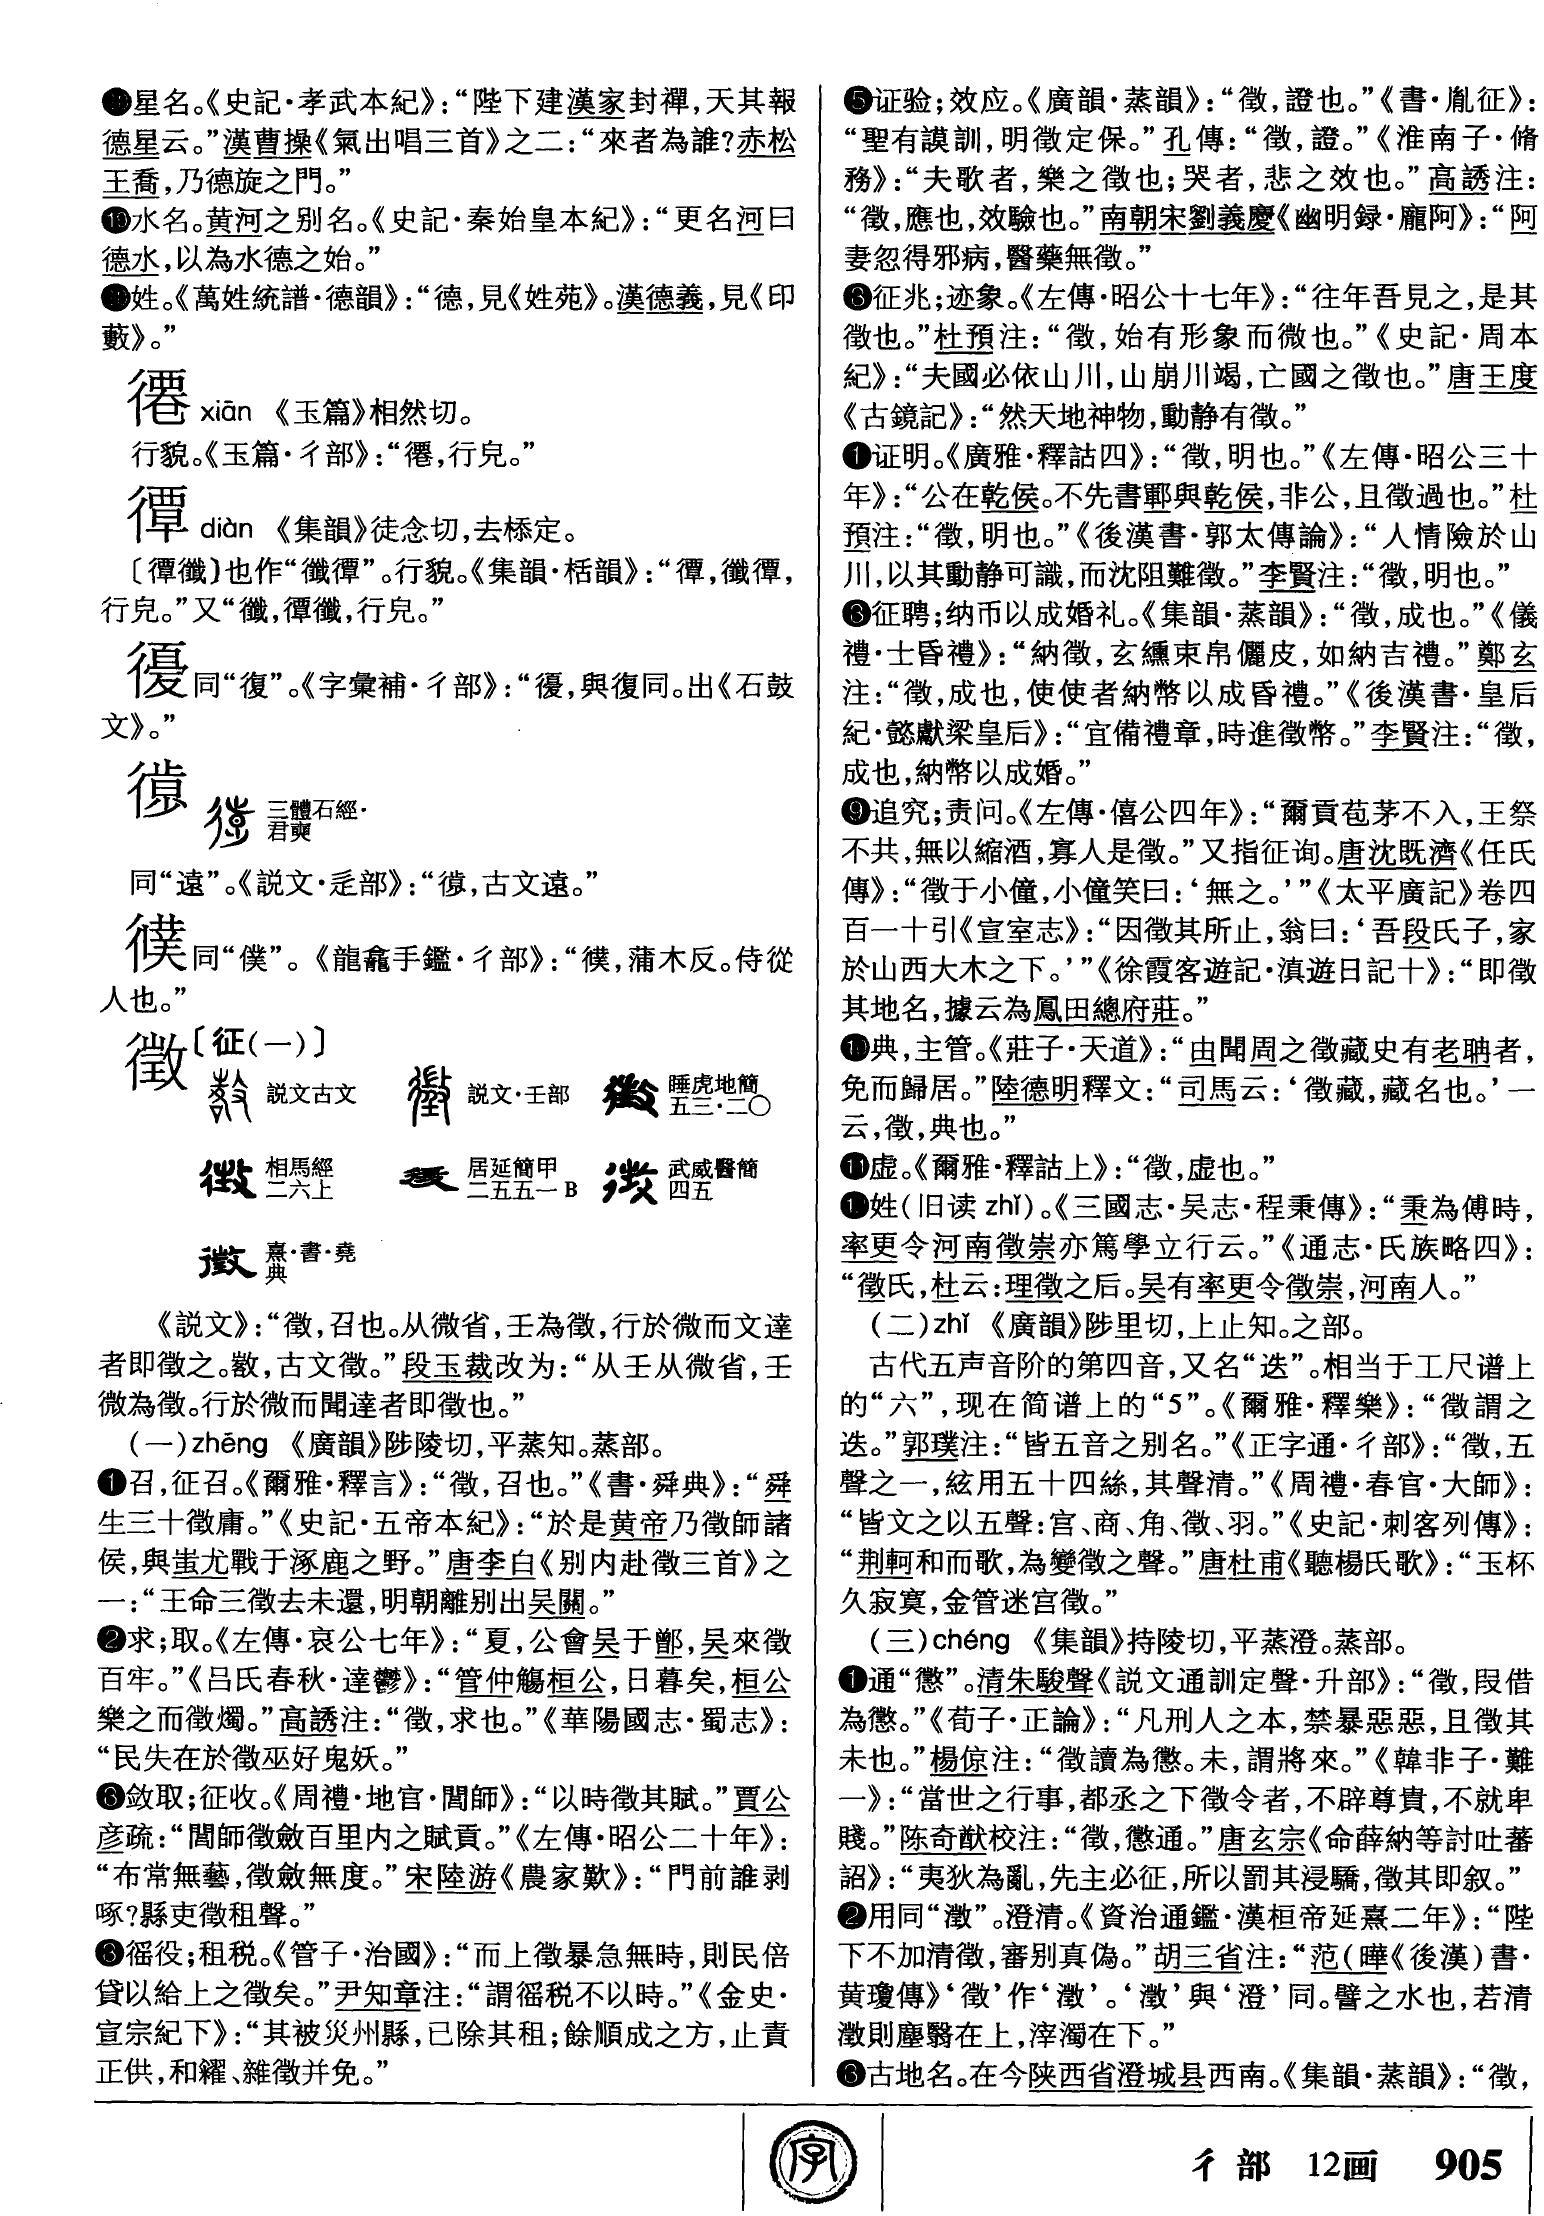 星名。《史記·孝武本紀》:“陛下建漢家封禪,天其報
德星云。”漢曹操《氣出唱三首》之二:“來者為誰?赤松
王喬,乃德旋之門。”
水名。黄河之别名。《史記·秦始皇本紀》:“更名河曰
德水,以為水德之始。”
姓。《萬姓統譜·德韻》:“德,見《姓苑》。漢德義,見《印
藪》。”
xiān 《玉篇》相然切。
行貌。《玉篇·彳部》:“,行皃。”
diàn 《集韻》徒念切,去㮇定。
〔〕也作“”。行貌。《集韻·栝韻》:“,
行皃。”又“,行皃。”
同“復”。《字彙補·彳部》:“,與復同。出《石鼓
文》。”
三體石經·
君奭
同“遠”。《説文·辵部》:“,古文遠。”
同“僕”。《龍龕手鑑·彳部》:“,蒲木反。侍從
人也。”
徵〔征(一)〕
説文古文 説文·壬部 睡虎地簡
五三·二〇
相馬經
二六上
居延簡甲
二五五一B
武威醫簡
四五
熹·書·堯
典
《説文》:“徵,召也。从微省,壬為徵,行於微而文達
者即徵之。,古文徵。”段玉裁改为:“从壬从微省,壬
微為徵。行於微而聞達者即徵也。”
(一)zhēng 《廣韻》陟陵切,平蒸知。蒸部。
❶召,征召。《爾雅·釋言》:“徵,召也。”《書·舜典》:“舜
生三十徵庸。”《史記·五帝本紀》:“於是黄帝乃徵師諸
侯,與蚩尤戰于涿鹿之野。”唐李白《别内赴徵三首》之
一:“王命三徵去未還,明朝離别出吴關。”
❷求;取。《左傳·哀公七年》:“夏,公會吴于鄫,吴來徵
百牢。”《吕氏春秋·達鬱》:“管仲觴桓公,日暮矣,桓公
樂之而徵燭。”高誘注:“徵,求也。”《華陽國志·蜀志》:
“民失在於徵巫好鬼妖。”
❸敛取;征收。《周禮·地官·閭師》:“以時徵其賦。”賈公
彦疏:“閭師徵斂百里内之賦貢。”《左傳·昭公二十年》:
“布常無藝,徵斂無度。”宋陸游《農家歎》:“門前誰剥
啄?縣吏徵租聲。”
徭役;租税。《管子·治國》:“而上徵暴急無時,則民倍
貸以給上之徵矣。”尹知章注:“謂徭税不以時。”《金史·
宣宗紀下》:“其被災州縣,已除其租;餘順成之方,止責
正供,和糴、雜徵并免。”
❺证验;效应。《廣韻·蒸韻》:“徵,證也。”《書·胤征》:
“聖有謨訓,明徵定保。”孔傳:“徵,證。”《淮南子·脩
務》:“夫歌者,樂之徵也;哭者,悲之效也。”高誘注:
“徵,應也,效驗也。”南朝宋劉義慶《幽明録·龐阿》:“阿
妻忽得邪病,醫藥無徵。”
征兆;迹象。《左傳·昭公十七年》:“往年吾見之,是其
徵也。”杜預注:“徵,始有形象而微也。”《史記·周本
紀》:“夫國必依山川,山崩川竭,亡國之徵也。”唐王度
《古鏡記》:“然天地神物,動静有徵。”
证明。《廣雅·釋詁四》:“徵,明也。”《左傳·昭公三十
年》:“公在乾侯。不先書鄆與乾侯,非公,且徵過也。”杜
預注:“徵,明也。”《後漢書·郭太傳論》:“人情險於山
川,以其動静可識,而沈阻難徵。”李賢注:“徵,明也。”
征聘;纳币以成婚礼。《集韻·蒸韻》:“徵,成也。”《儀
禮·士昏禮》:“納徵,玄纁束帛儷皮,如納吉禮。”鄭玄
注:“徵,成也,使使者納幣以成昏禮。”《後漢書·皇后
紀·懿獻梁皇后》:“宜備禮章,時進徵幣。”李賢注:“徵,
成也,納幣以成婚。”
❾追究;责问。《左傳·僖公四年》:“爾貢苞茅不入,王祭
不共,無以縮酒,寡人是徵。”又指征询。唐沈既濟《任氏
傳》:“徵于小僮,小僮笑曰:‘無之。’”《太平廣記》卷四
百一十引《宣室志》:“因徵其所止,翁曰:‘吾段氏子,家
於山西大木之下。’”《徐霞客遊記·滇遊日記十》:“即徵
其地名,據云為鳳田總府莊。”
典,主管。《莊子·天道》:“由聞周之徵藏史有老聃者,
免而歸居。”陸德明釋文:“司馬云:‘徵藏,藏名也。’一
云,徵,典也。”
虚。《爾雅·釋詁上》:“徵,虚也。”
姓(旧读 zhǐ)。《三國志·吴志·程秉傳》:“秉為傅時,
率更令河南徵崇亦篤學立行云。”《通志·氏族略四》:
“徵氏,杜云:理徵之后。吴有率更令徵崇,河南人。”
(二)zhǐ 《廣韻》陟里切,上止知。之部。
古代五声音阶的第四音,又名“迭”。相当于工尺谱上
的“六”,现在简谱上的“5”。《爾雅·釋樂》:“徵謂之
迭。”郭璞注:“皆五音之别名。”《正字通·彳部》:“徵,五
聲之一,絃用五十四絲,其聲清。”《周禮·春官·大師》:
“皆文之以五聲:宫、商、角、徵、羽。”《史記·刺客列傳》:
“荆軻和而歌,為變徵之聲。”唐杜甫《聽楊氏歌》:“玉杯
久寂寞,金管迷宫徵。”
(三)chéng 《集韻》持陵切,平蒸澄。蒸部。
❶通“懲”。清朱駿聲《説文通訓定聲·升部》:“徵,叚借
為懲。”《荀子·正論》:“凡刑人之本,禁暴惡惡,且徵其
未也。”楊倞注:“徵讀為懲。未,謂將來。”《韓非子·難
一》:“當世之行事,都丞之下徵令者,不辟尊貴,不就卑
賤。”陈奇猷校注:“徵,懲通。”唐玄宗《命薛納等討吐蕃
詔》:“夷狄為亂,先主必征,所以罰其浸驕,徵其即叙。”
❷用同“澂”。澄清。《資治通鑑·漢桓帝延熹二年》:“陛
下不加清徵,審别真偽。”胡三省注:“范(曄《後漢)書·
黄瓊傳》‘徵’作‘澂’。‘澂’與‘澄’同。譬之水也,若清
澂則塵翳在上,滓濁在下。”
❸古地名。在今陕西省澄城县西南。《集韻·蒸韻》:“徵,
字
彳部 12画 905